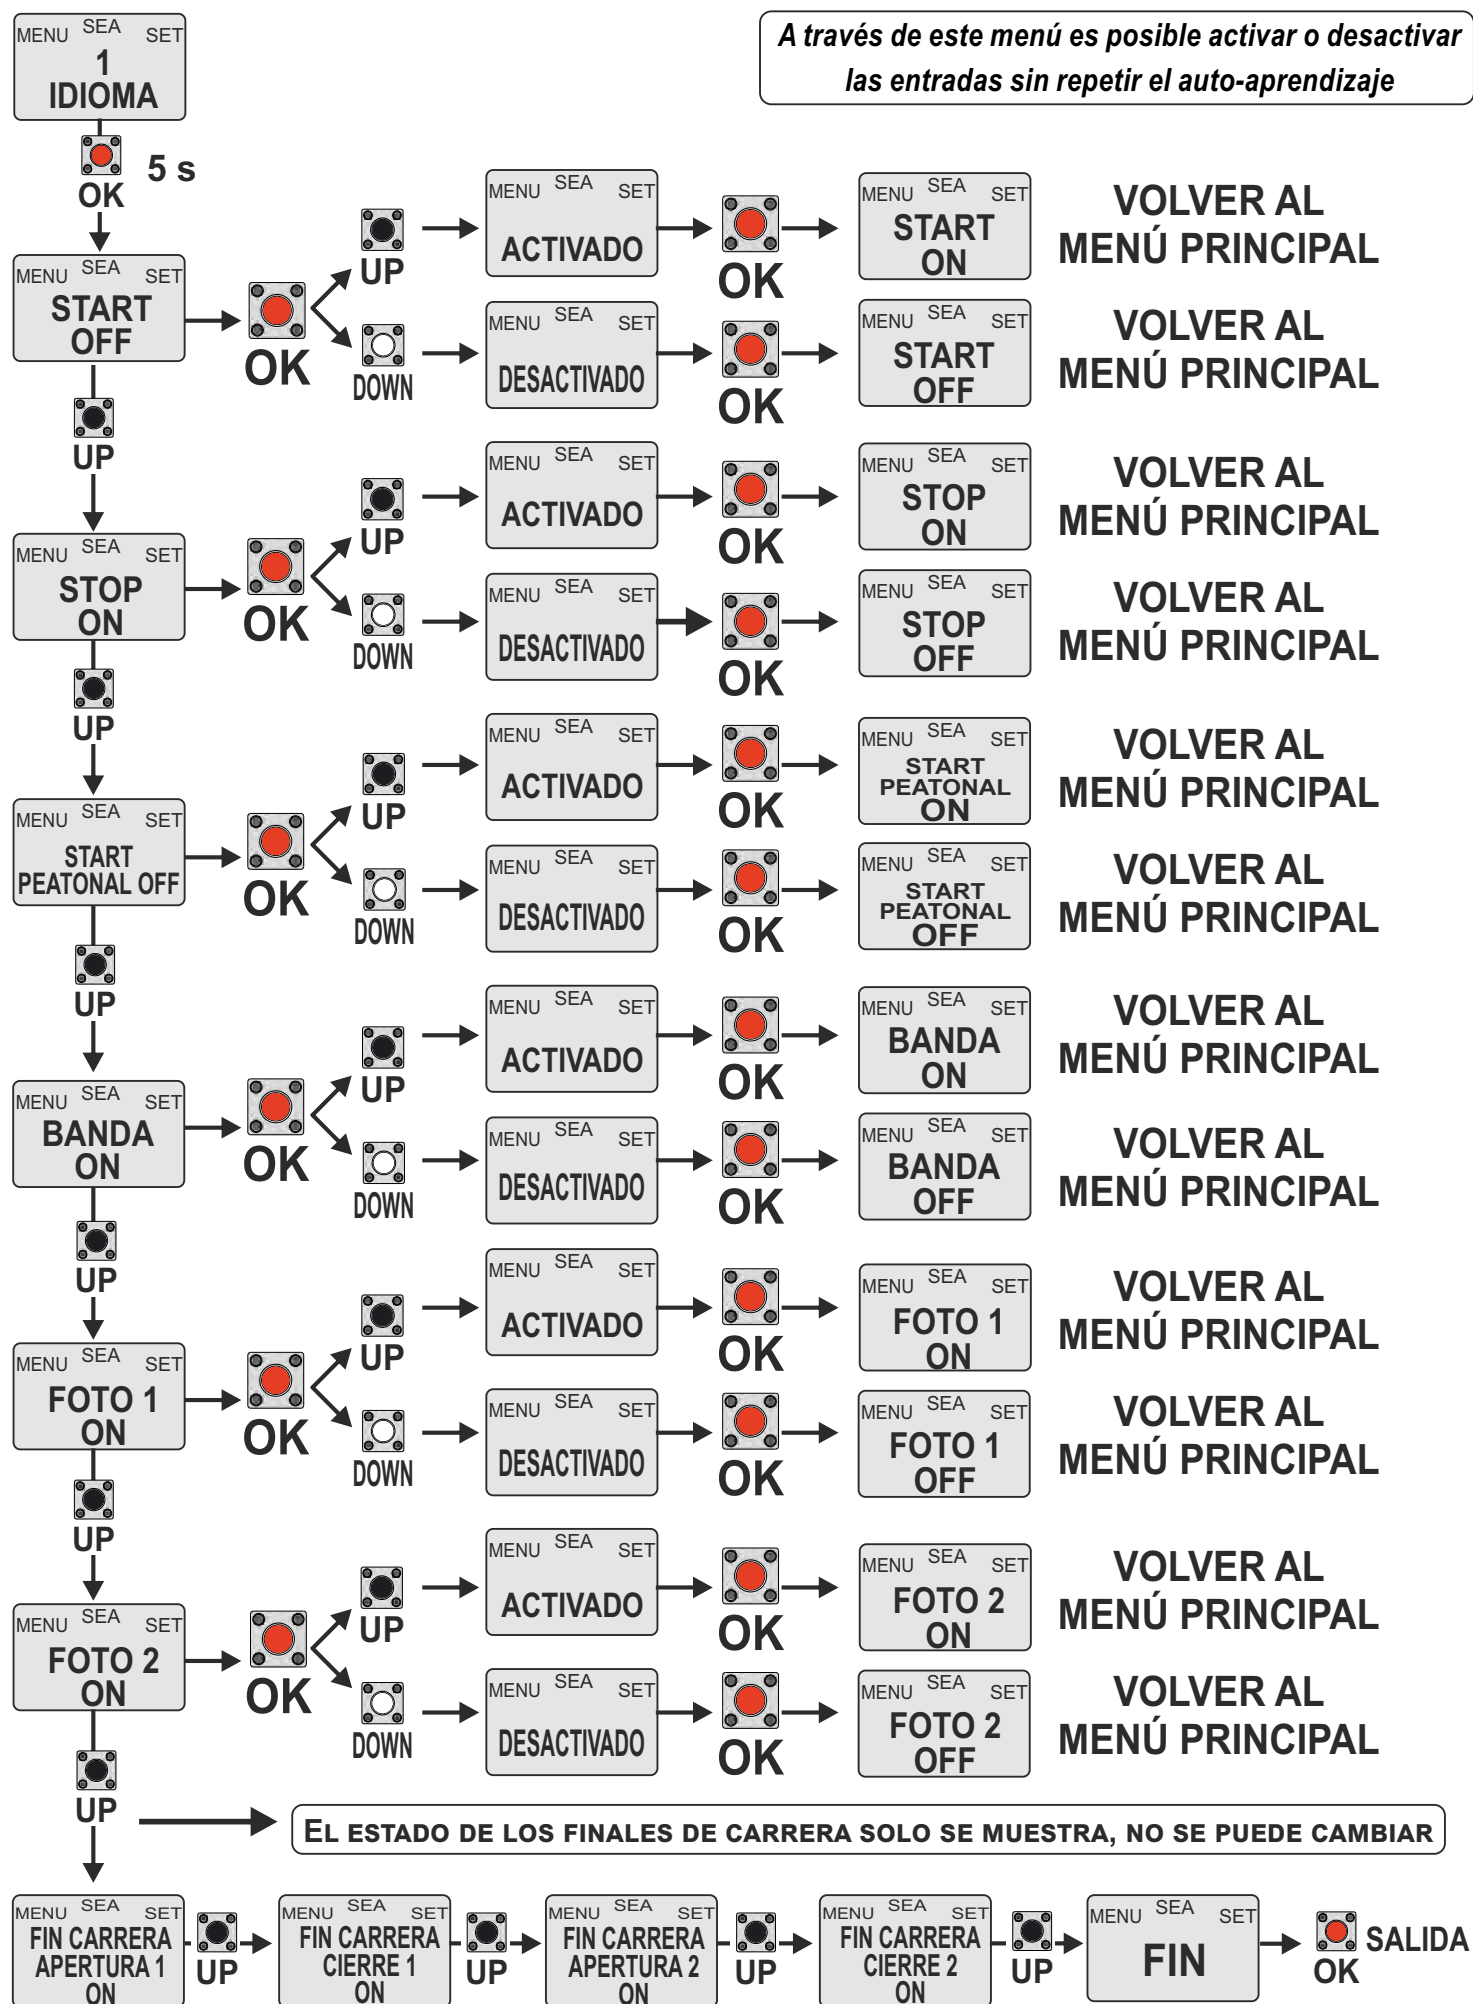 MENU SEA SET
1
IDIOMA
A través de este menú es posible activar o desactivar
las entradas sin repetir el auto-aprendizaje
OK
5 s
MENU SEA SET
START
OFF
OK
UP
MENU SEA SET
ACTIVADO
OK
MENU SEA SET
START
ON
VOLVER AL
MENÚ PRINCIPAL
DOWN
MENU SEA SET
DESACTIVADO
OK
MENU SEA SET
START
OFF
VOLVER AL
MENÚ PRINCIPAL
UP
MENU SEA SET
STOP
ON
OK
UP
MENU SEA SET
ACTIVADO
OK
MENU SEA SET
STOP
ON
VOLVER AL
MENÚ PRINCIPAL
DOWN
MENU SEA SET
DESACTIVADO
OK
MENU SEA SET
STOP
OFF
VOLVER AL
MENÚ PRINCIPAL
UP
MENU SEA SET
START
PEATONAL OFF
OK
UP
MENU SEA SET
ACTIVADO
OK
MENU SEA SET
START
PEATONAL
ON
VOLVER AL
MENÚ PRINCIPAL
DOWN
MENU SEA SET
DESACTIVADO
OK
MENU SEA SET
START
PEATONAL
OFF
VOLVER AL
MENÚ PRINCIPAL
UP
MENU SEA SET
BANDA
ON
OK
UP
MENU SEA SET
ACTIVADO
OK
MENU SEA SET
BANDA
ON
VOLVER AL
MENÚ PRINCIPAL
DOWN
MENU SEA SET
DESACTIVADO
OK
MENU SEA SET
BANDA
OFF
VOLVER AL
MENÚ PRINCIPAL
UP
MENU SEA SET
FOTO 1
ON
OK
UP
MENU SEA SET
ACTIVADO
OK
MENU SEA SET
FOTO 1
ON
VOLVER AL
MENÚ PRINCIPAL
DOWN
MENU SEA SET
DESACTIVADO
OK
MENU SEA SET
FOTO 1
OFF
VOLVER AL
MENÚ PRINCIPAL
UP
MENU SEA SET
FOTO 2
ON
OK
UP
MENU SEA SET
ACTIVADO
OK
MENU SEA SET
FOTO 2
ON
VOLVER AL
MENÚ PRINCIPAL
DOWN
MENU SEA SET
DESACTIVADO
OK
MENU SEA SET
FOTO 2
OFF
VOLVER AL
MENÚ PRINCIPAL
UP
EL ESTADO DE LOS FINALES DE CARRERA SOLO SE MUESTRA, NO SE PUEDE CAMBIAR
MENU SEA SET
FIN CARRERA
APERTURA 1
ON
UP
MENU SEA SET
FIN CARRERA
CIERRE 1
ON
UP
MENU SEA SET
FIN CARRERA
APERTURA 2
ON
UP
MENU SEA SET
FIN CARRERA
CIERRE 2
ON
UP
MENU SEA SET
FIN
OK
SALIDA